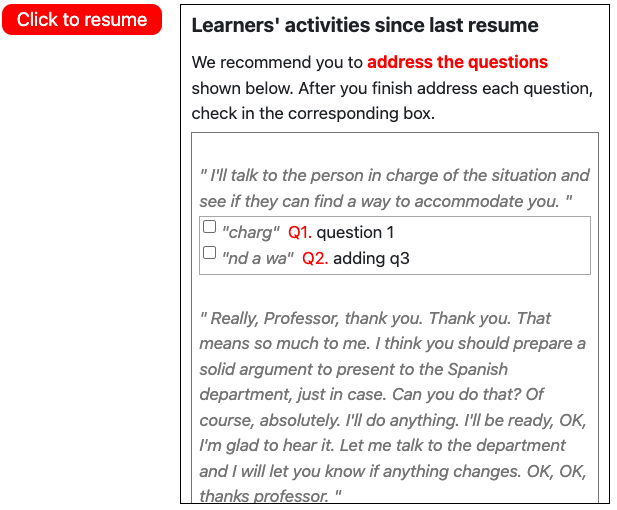 Click to resume
Learners' activities since last resume
We recommend you to address the questions
shown below. After you finish address each question,
check in the corresponding box.
" I'll talk to the person in charge of the situation and
see if they can find a way to accommodate you. "
"charg" Q1. question 1
"nd a wa" Q2. adding q3
" Really, Professor, thank you. Thank you. That
means so much to me. I think you should prepare a
solid argument to present to the Spanish
department, just in case. Can you do that? Of
course, absolutely. I'll do anything. I'll be ready, OK,
I'm glad to hear it. Let me talk to the department
and I will let you know if anything changes. OK, OK,
thanks professor. "